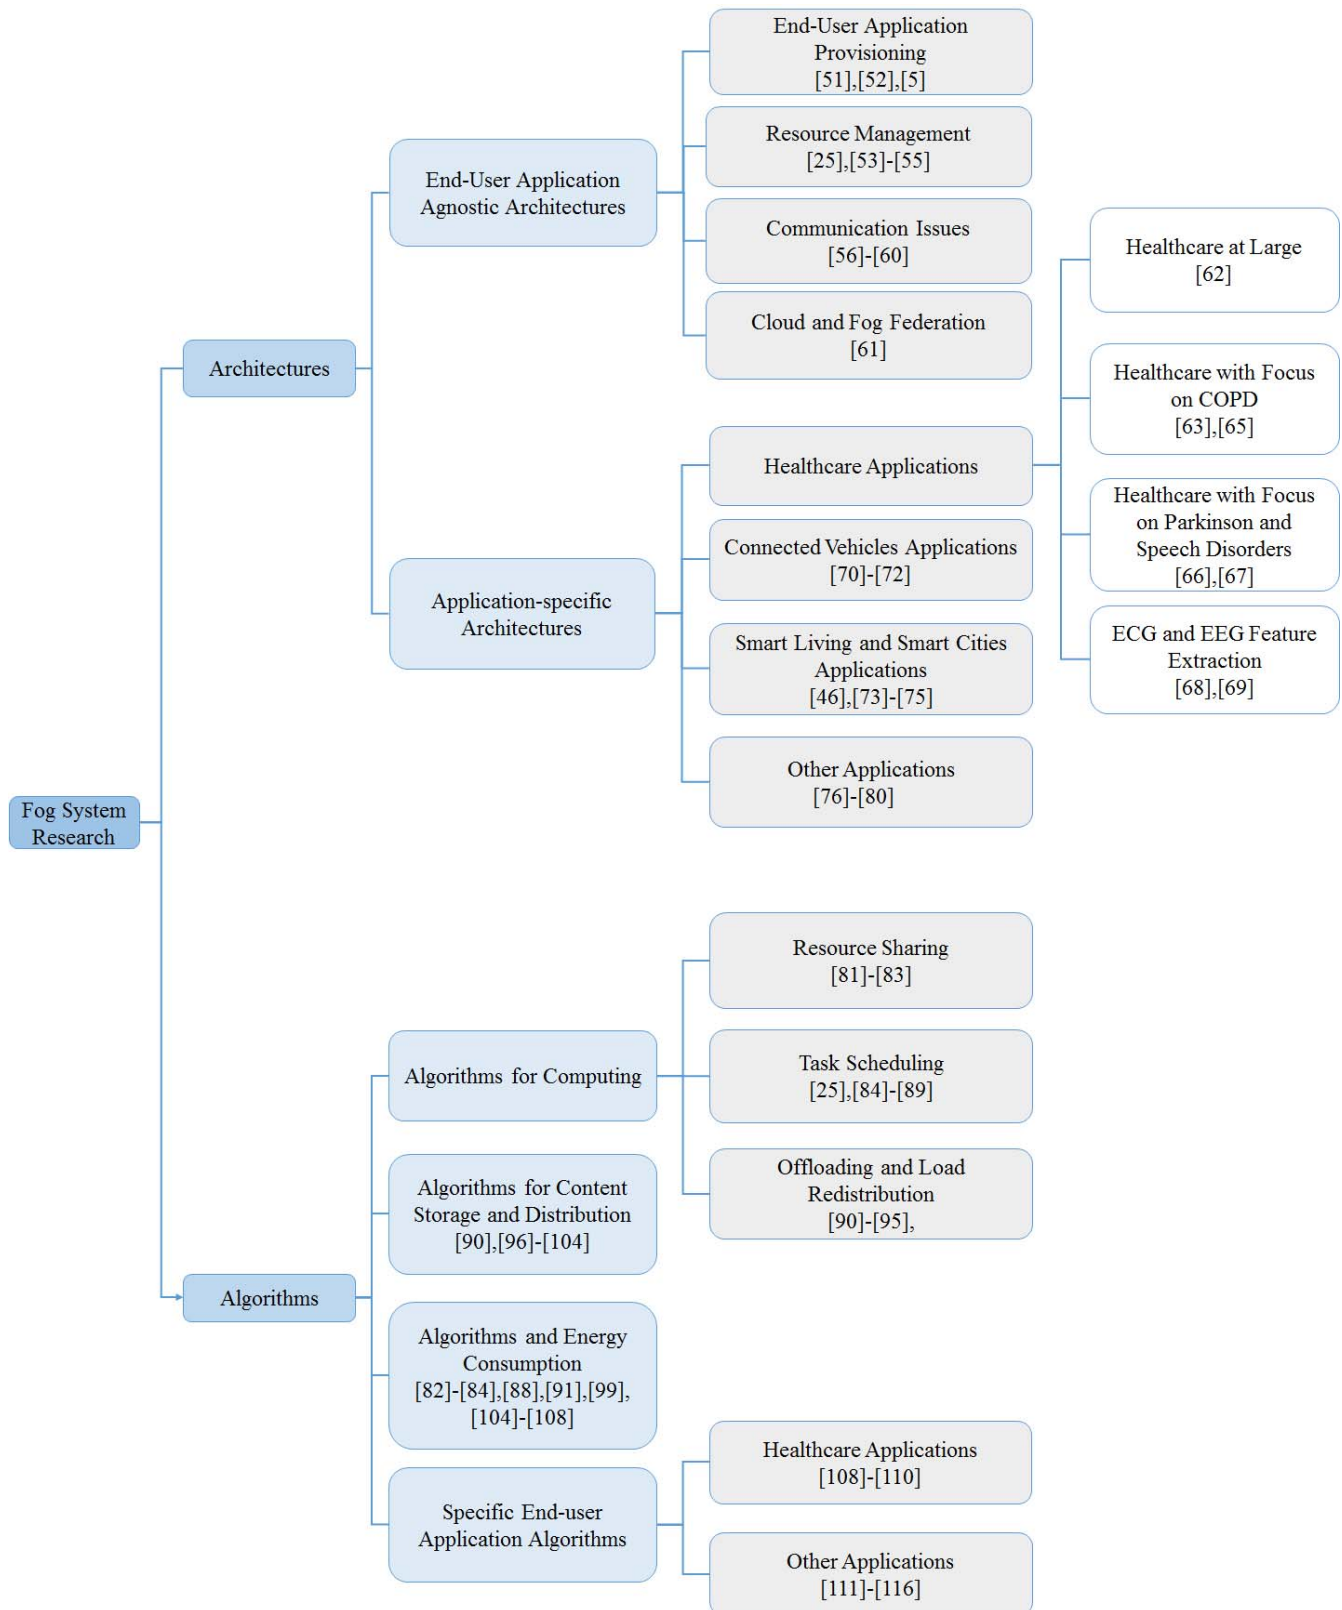 Fog System
Research
Architectures
End-User Application
Agnostic Architectures
End-User Application
Provisioning
[51],[52],[5]
Resource Management
[25],[53]-[55]
Communication Issues
[56]-[60]
Cloud and Fog Federation
[61]
Application-specific
Architectures
Healthcare Applications
Healthcare at Large
[62]
Healthcare with Focus
on COPD
[63],[65]
Healthcare with Focus
on Parkinson and
Speech Disorders
[66],[67]
ECG and EEG Feature
Extraction
[68],[69]
Connected Vehicles Applications
[70]-[72]
Smart Living and Smart Cities
Applications
[46],[73]-[75]
Other Applications
[76]-[80]
Algorithms
Algorithms for Computing
Resource Sharing
[81]-[83]
Task Scheduling
[25],[84]-[89]
Offloading and Load
Redistribution
[90]-[95],
Algorithms for Content
Storage and Distribution
[90],[96]-[104]
Algorithms and Energy
Consumption
[82]-[84],[88],[91],[99],
[104]-[108]
Specific End-user
Application Algorithms
Healthcare Applications
[108]-[110]
Other Applications
[111]-[116]